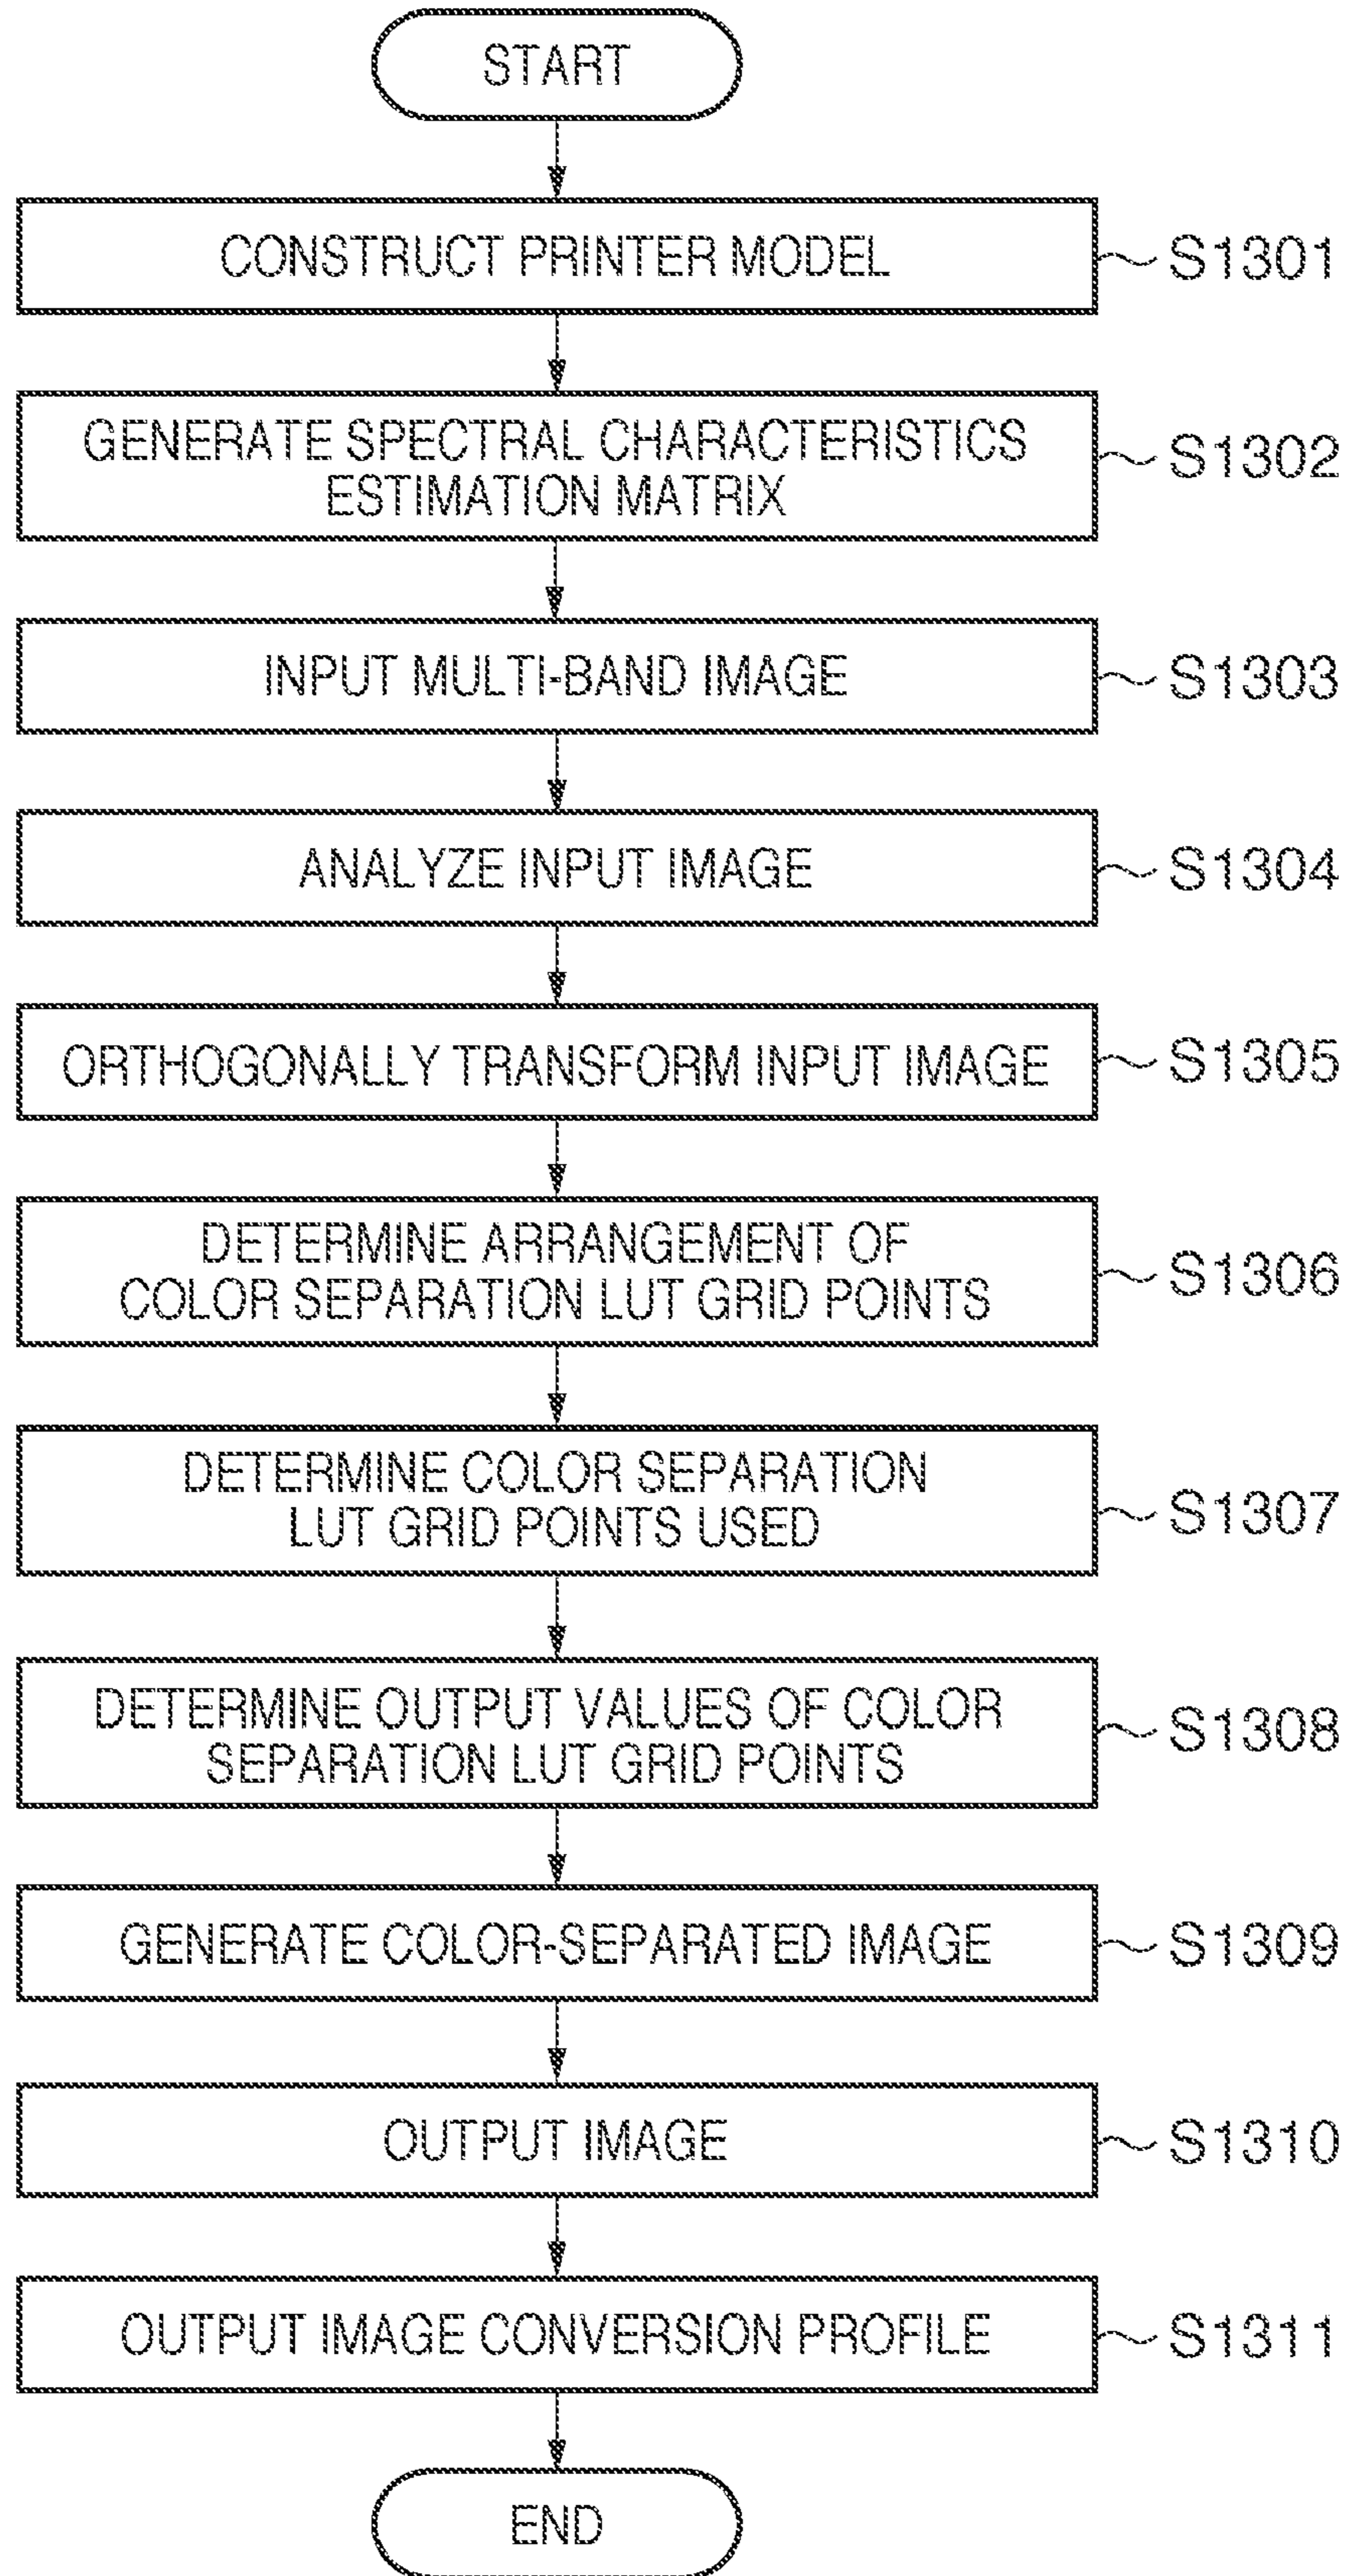 START
CONSTRUCT PRINTER MODEL
S1301
GENERATE SPECTRAL CHARACTERISTICS
ESTIMATION MATRIX
S1302
INPUT MULTI-BAND IMAGE
S1303
ANALYZE INPUT IMAGE
S1304
ORTHOGONALLY TRANSFORM INPUT IMAGE
S1305
DETERMINE ARRANGEMENT OF
COLOR SEPARATION LUT GRID POINTS
S1306
DETERMINE COLOR SEPARATION
LUT GRID POINTS USED
S1307
DETERMINE OUTPUT VALUES OF COLOR
SEPARATION LUT GRID POINTS
S1308
GENERATE COLOR-SEPARATED IMAGE
S1309
OUTPUT IMAGE
S1310
OUTPUT IMAGE CONVERSION PROFILE
S1311
END